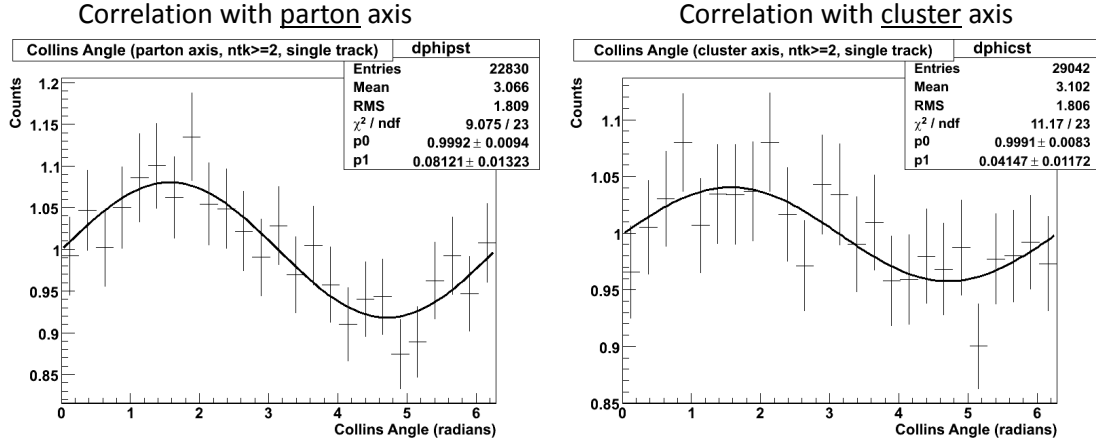 Correlation with parton axis
Collins Angle (parton axis, ntk>=2, single track)
dphipst
Entries 22830
Mean 3.066
RMS 1.809
χ² / ndf 9.075 / 23
p0 0.9992 ± 0.0094
p1 0.08121 ± 0.01323
Counts
1.2
1.15
1.1
1.05
1
0.95
0.9
0.85
0 1 2 3 4 5 6
Collins Angle (radians)
Correlation with cluster axis
Collins Angle (cluster axis, ntk>=2, single track)
dphicst
Entries 29042
Mean 3.102
RMS 1.806
χ² / ndf 11.17 / 23
p0 0.9991 ± 0.0083
p1 0.04147 ± 0.01172
Counts
1.1
1.05
1
0.95
0.9
0.85
0 1 2 3 4 5 6
Collins Angle (radians)